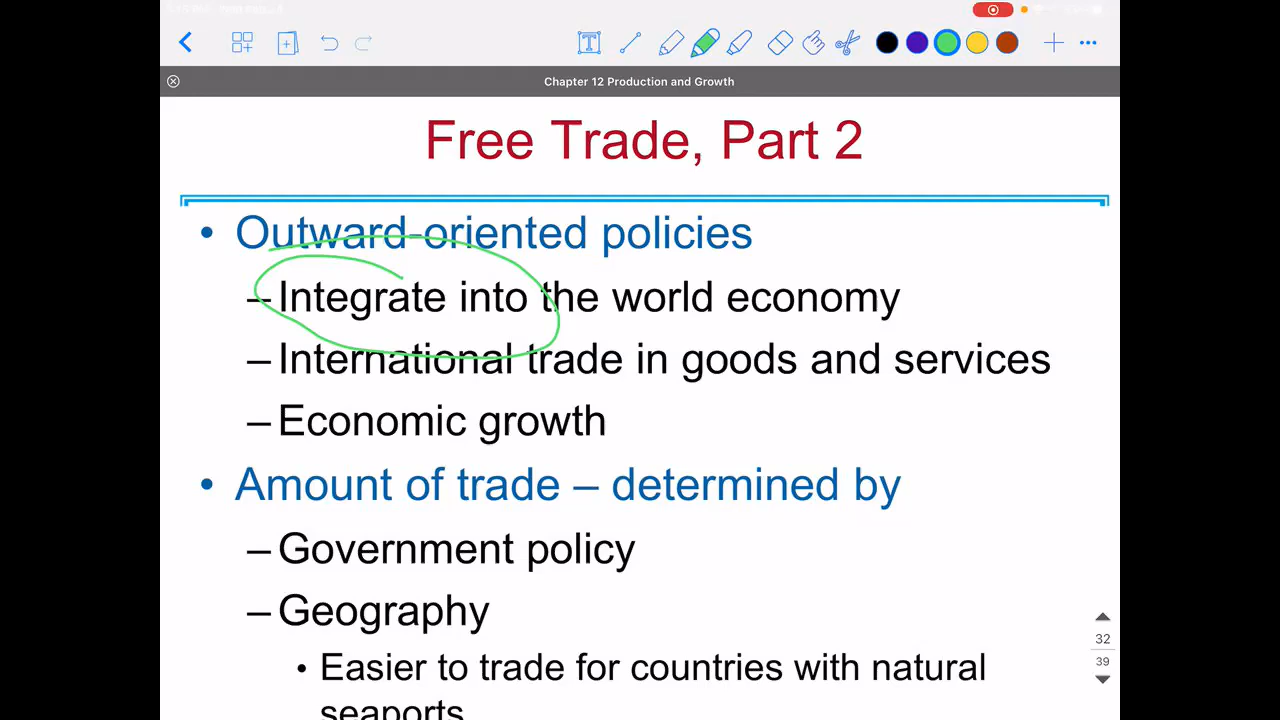 Chapter 12 Production and Growth
Free Trade, Part 2
• Outward-oriented policies
– Integrate into the world economy
– International trade in goods and services
– Economic growth
• Amount of trade – determined by
– Government policy
– Geography
• Easier to trade for countries with natural
seaports
32
39